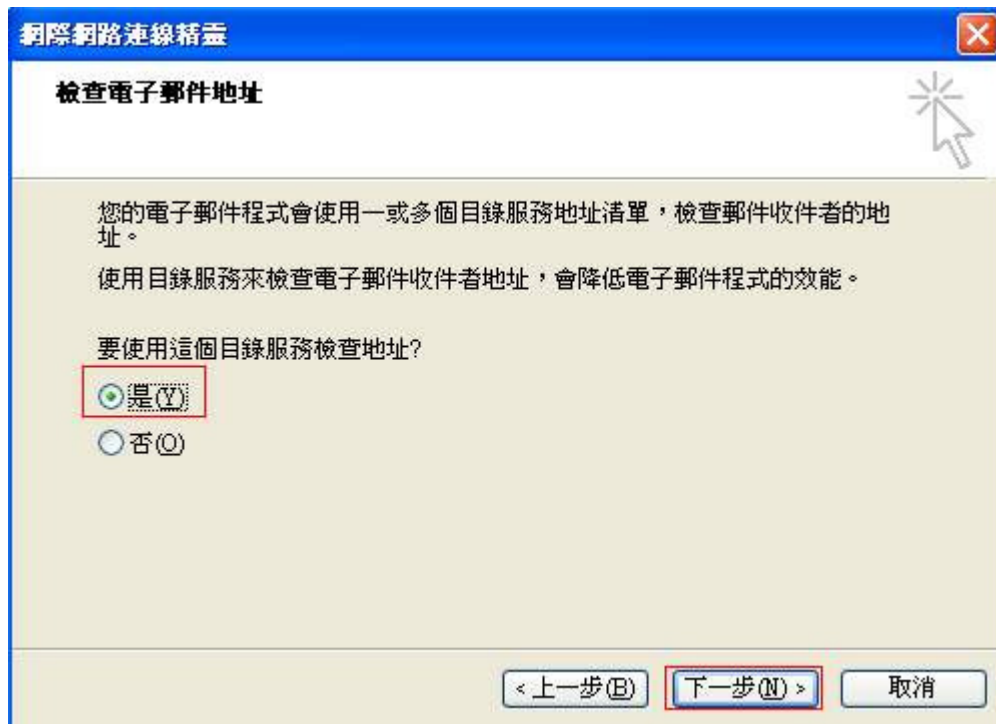 網際網路連線精靈
檢查電子郵件地址
您的電子郵件程式會使用一或多個目錄服務地址清單，檢查郵件收件者的地
址。
使用目錄服務來檢查電子郵件收件者地址，會降低電子郵件程式的效能。
要使用這個目錄服務檢查地址?
是(Y)
否(O)
<上一步(B) 下一步(N)> 取消